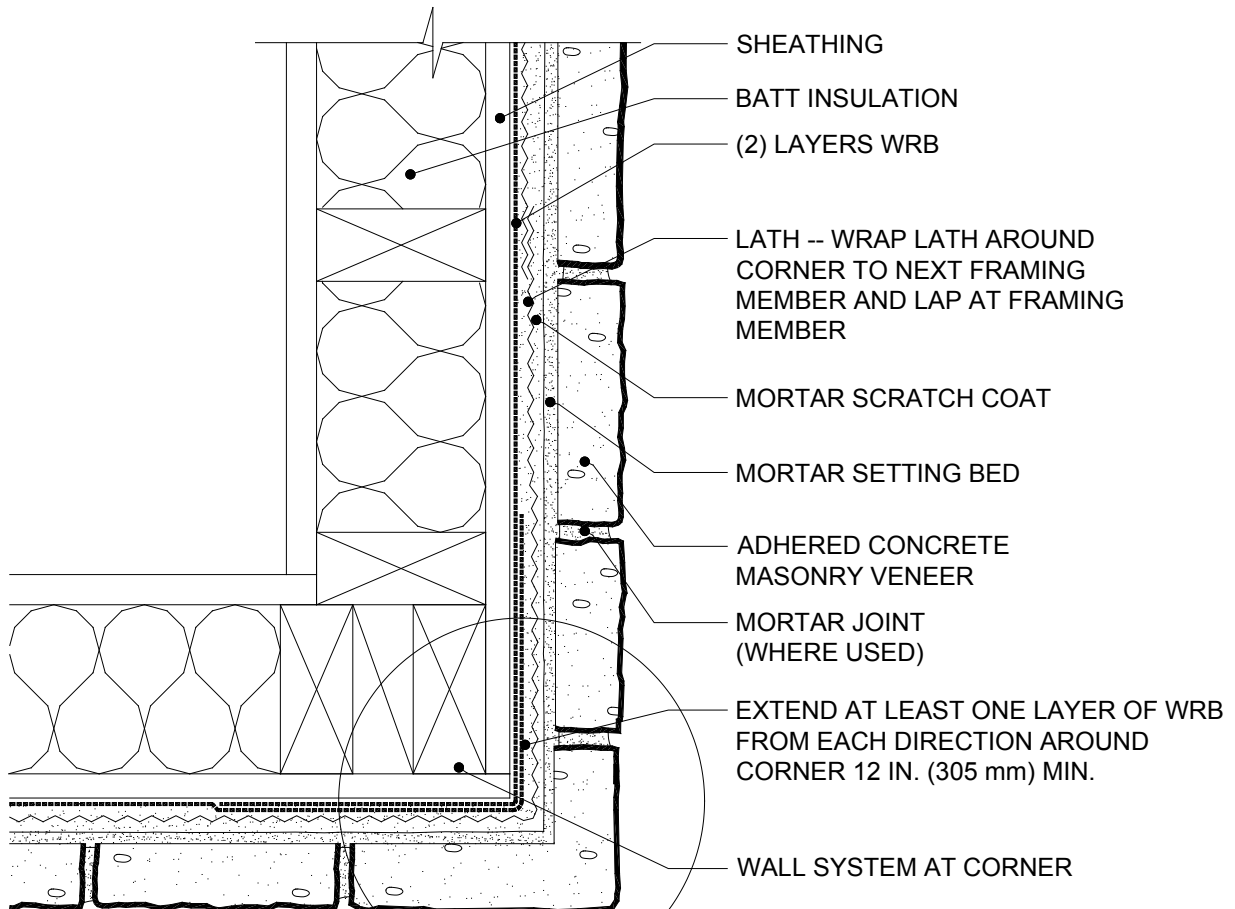 SHEATHING
BATT INSULATION
(2) LAYERS WRB
LATH -- WRAP LATH AROUND
CORNER TO NEXT FRAMING
MEMBER AND LAP AT FRAMING
MEMBER
MORTAR SCRATCH COAT
MORTAR SETTING BED
ADHERED CONCRETE
MASONRY VENEER
MORTAR JOINT
(WHERE USED)
EXTEND AT LEAST ONE LAYER OF WRB
FROM EACH DIRECTION AROUND
CORNER 12 IN. (305 mm) MIN.
WALL SYSTEM AT CORNER